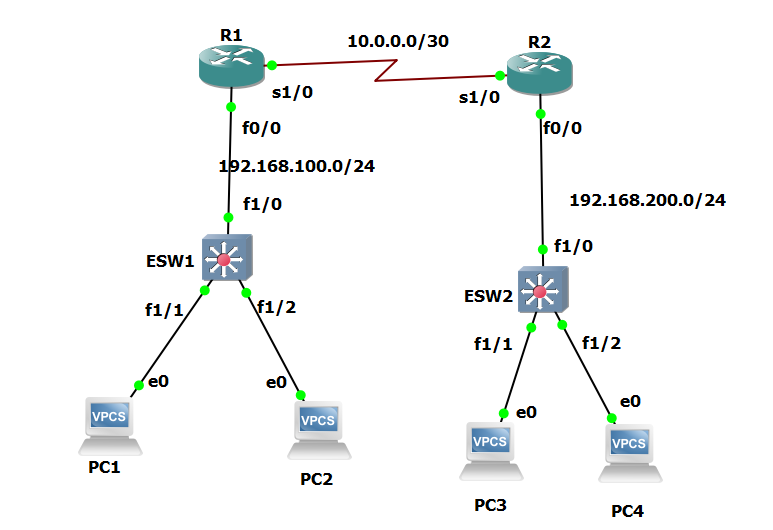 R1
10.0.0.0/30
R2
s1/0
s1/0
f0/0
f0/0
192.168.100.0/24
192.168.200.0/24
f1/0
f1/0
ESW1
ESW2
f1/1
f1/2
f1/1
f1/2
e0
e0
e0
e0
VPCS
VPCS
VPCS
VPCS
PC1
PC2
PC3
PC4